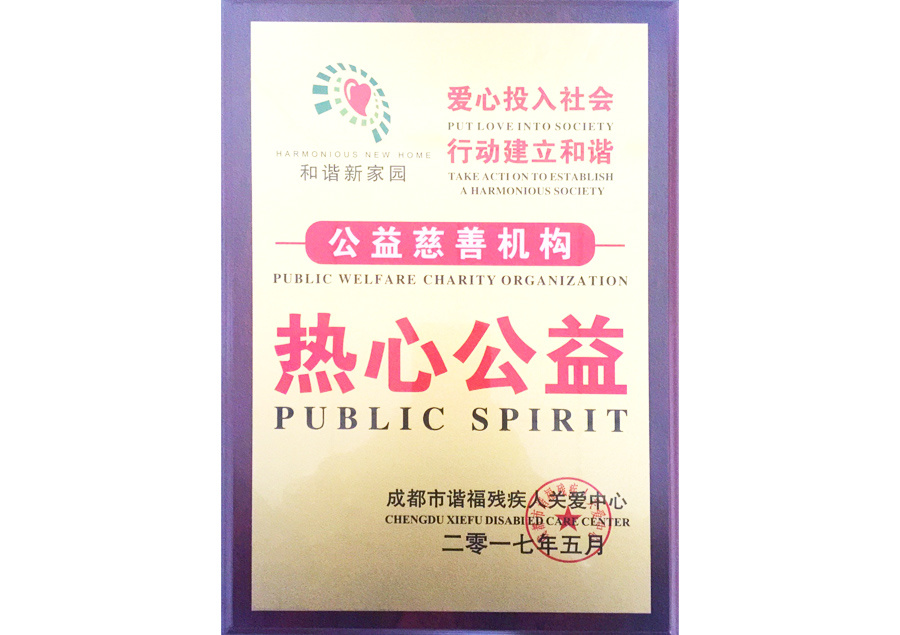 HARMONIOUS NEW HOME
和谐新家园
爱心投入社会
PUT LOVE INTO SOCIETY
行动建立和谐
TAKE ACTI ON TO ESTABLISH
A HARMONIOUS SOCIETY
公益慈善机构
PUBLIC WELFARE CHARITY ORGANIZATION
热心公益
PUBLIC SPIRIT
成都市谐福残疾人关爱中心
CHENGDU XIEFU DISABLED CARE CENTER
二零一七年五月